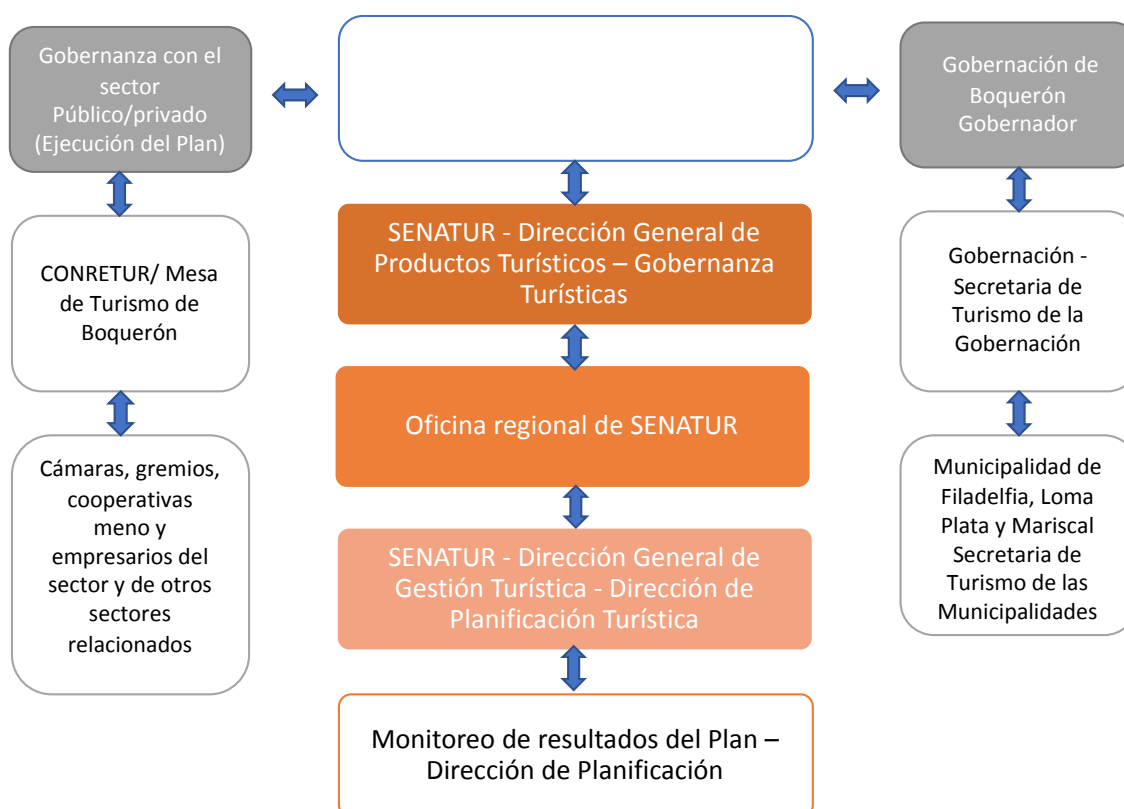 Gobernanza con el
sector
Público/privado
(Ejecución del Plan)
Gobernación de
Boquerón
Gobernador
SENATUR - Dirección General de
Productos Turísticos – Gobernanza
Turísticas
CONRETUR/ Mesa
de Turismo de
Boquerón
Gobernación -
Secretaria de
Turismo de la
Gobernación
Oficina regional de SENATUR
Cámaras, gremios,
cooperativas
meno y
empresarios del
sector y de otros
sectores
relacionados
Municipalidad de
Filadelfia, Loma
Plata y Mariscal
Secretaria de
Turismo de las
Municipalidades
SENATUR - Dirección General de
Gestión Turística - Dirección de
Planificación Turística
Monitoreo de resultados del Plan –
Dirección de Planificación